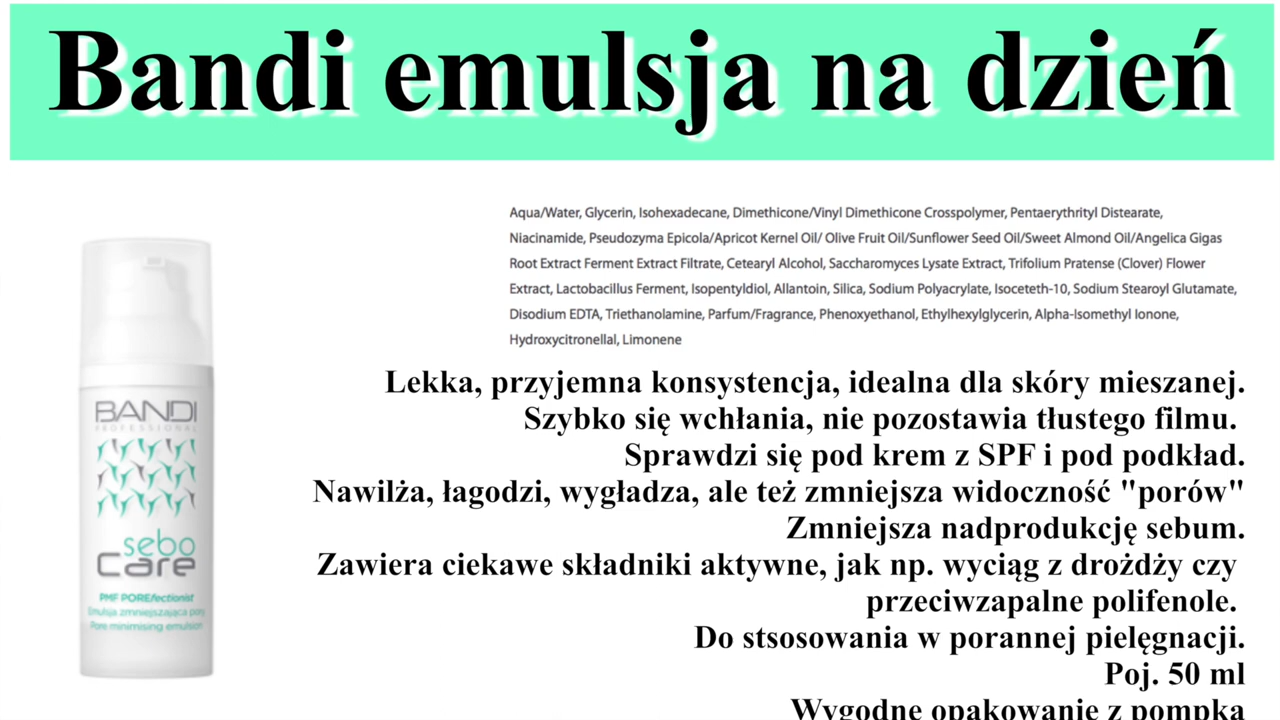 Bandi emulsja na dzień
Aqua/Water, Glycerin, Isohexadecane, Dimethicone/Vinyl Dimethicone Crosspolymer, Pentaerythrityl Distearate,
Niacinamide, Pseudozyma Epicola/Apricot Kernel Oil/ Olive Fruit Oil/Sunflower Seed Oil/Sweet Almond Oil/Angelica Gigas
Root Extract Ferment Extract Filtrate, Cetearyl Alcohol, Saccharomyces Lysate Extract, Trifolium Pratense (Clover) Flower
Extract, Lactobacillus Ferment, Isopentyldiol, Allantoin, Silica, Sodium Polyacrylate, Isoceteth-10, Sodium Stearoyl Glutamate,
Disodium EDTA, Triethanolamine, Parfum/Fragrance, Phenoxyethanol, Ethylhexylglycerin, Alpha-Isomethyl Ionone,
Hydroxycitronellal, Limonene
Lekka, przyjemna konsystencja, idealna dla skóry mieszanej.
Szybko się wchłania, nie pozostawia tłustego filmu.
Sprawdzi się pod krem z SPF i pod podkład.
Nawilża, łagodzi, wygładza, ale też zmniejsza widoczność "porów"
Zmniejsza nadprodukcję sebum.
Zawiera ciekawe składniki aktywne, jak np. wyciąg z drożdży czy
przeciwzapalne polifenole.
Do stsosowania w porannej pielęgnacji.
Poj. 50 ml
Wygodne opakowanie z pompką
BANDI
PROFESSIONAL
sebo
care
PMF POREfectionist
Emulsja zmniejszająca pory
Pore minimising emulsion